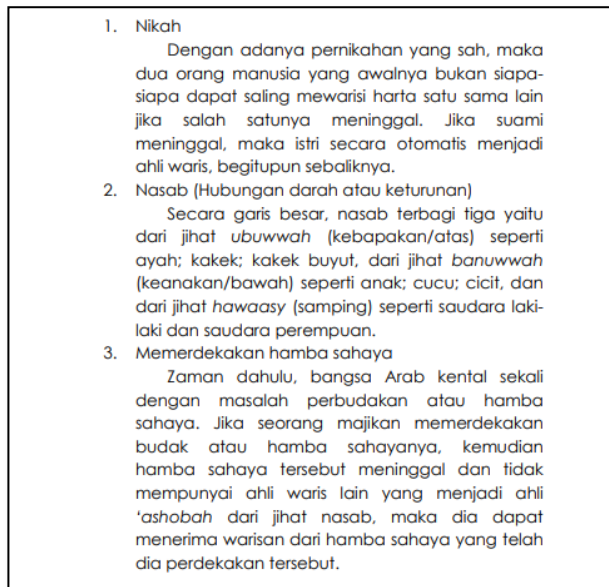 1. Nikah
Dengan adanya pernikahan yang sah, maka
dua orang manusia yang awalnya bukan siapa-
siapa dapat saling mewarisi harta satu sama lain
jika salah satunya meninggal. Jika suami
meninggal, maka istri secara otomatis menjadi
ahli waris, begitupun sebaliknya.
2. Nasab (Hubungan darah atau keturunan)
Secara garis besar, nasab terbagi tiga yaitu
dari jihat ubuwwah (kebapakan/atas) seperti
ayah; kakek; kakek buyut, dari jihat banuwwah
(keanakan/bawah) seperti anak; cucu; cicit, dan
dari jihat hawaasy (samping) seperti saudara laki-
laki dan saudara perempuan.
3. Memerdekakan hamba sahaya
Zaman dahulu, bangsa Arab kental sekali
dengan masalah perbudakan atau hamba
sahaya. Jika seorang majikan memerdekakan
budak atau hamba sahayanya, kemudian
hamba sahaya tersebut meninggal dan tidak
mempunyai ahli waris lain yang menjadi ahli
‘ashobah dari jihat nasab, maka dia dapat
menerima warisan dari hamba sahaya yang telah
dia perdekakan tersebut.